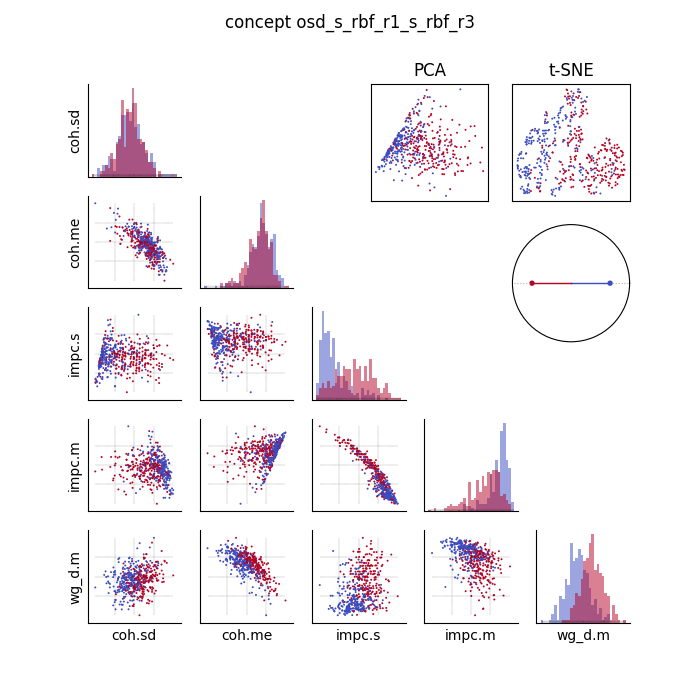 concept osd_s_rbf_r1_s_rbf_r3
PCA
t-SNE
coh.sd
coh.me
impc.s
impc.m
wg_d.m
coh.sd
coh.me
impc.s
impc.m
wg_d.m